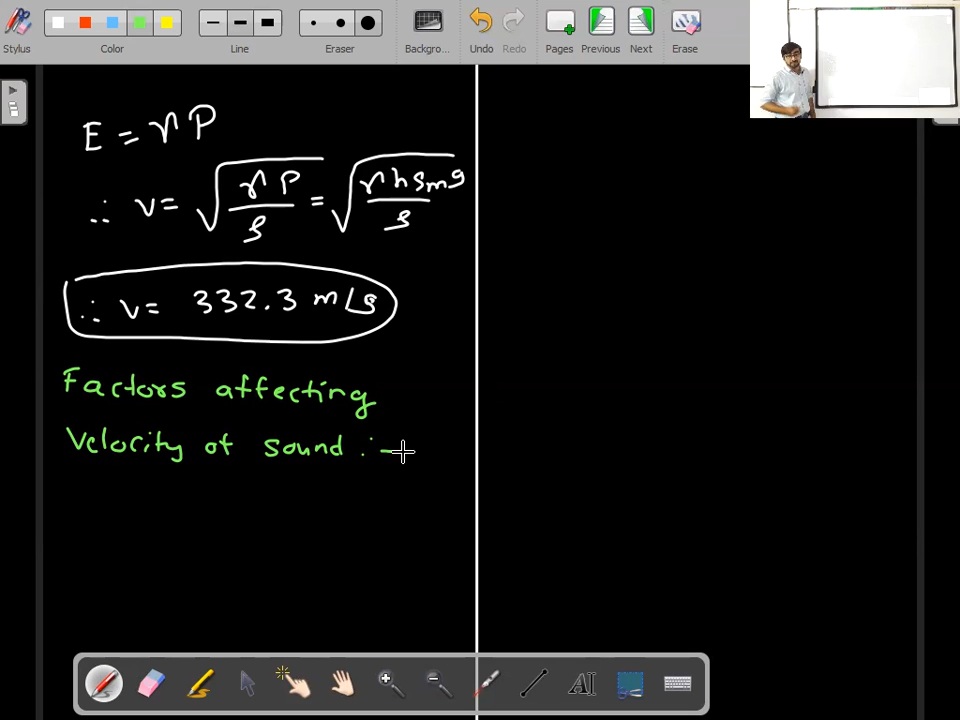 Stylus Color Line Eraser Backgro... Undo Redo Pages Previous Next Erase
E = γP
∴ v = √(γP/ρ) = √(γhρmg/ρ)
∴ v = 332.3 m/s
Factors affecting
Velocity of sound :-